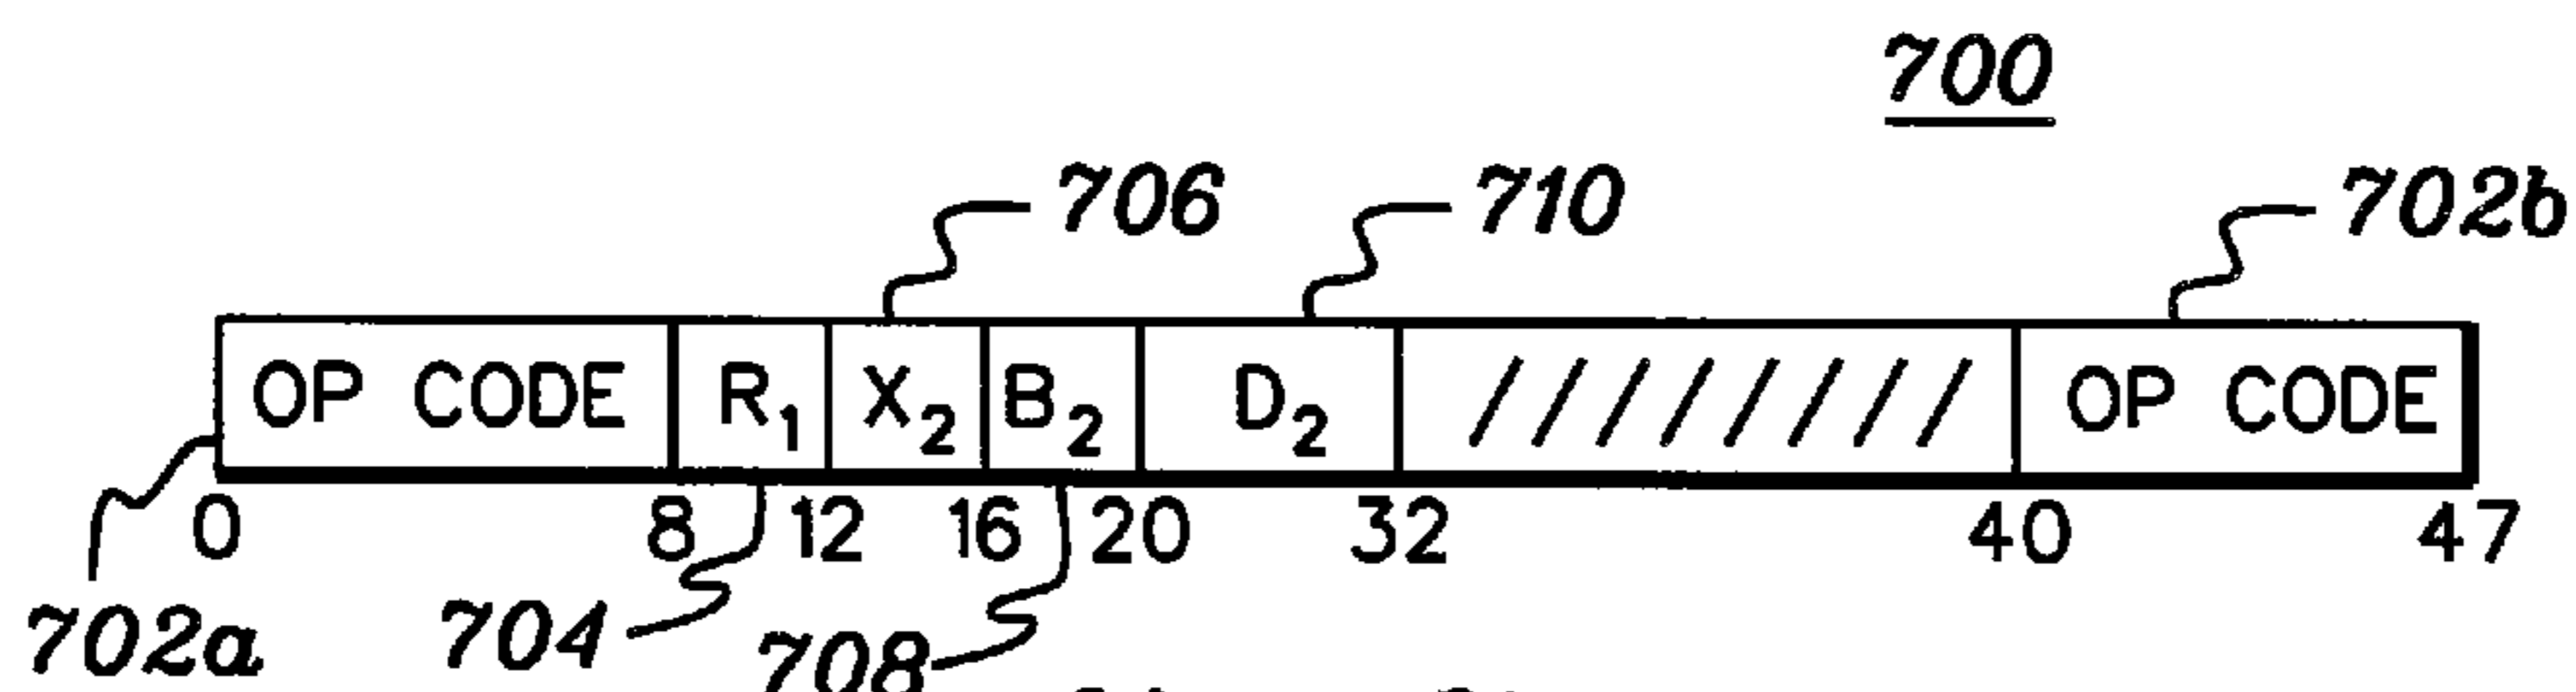 700
706 710 702b
OP CODE R₁ X₂ B₂ D₂ / / / / / / / / OP CODE
0 8 12 16 20 32 40 47
702a 704 708